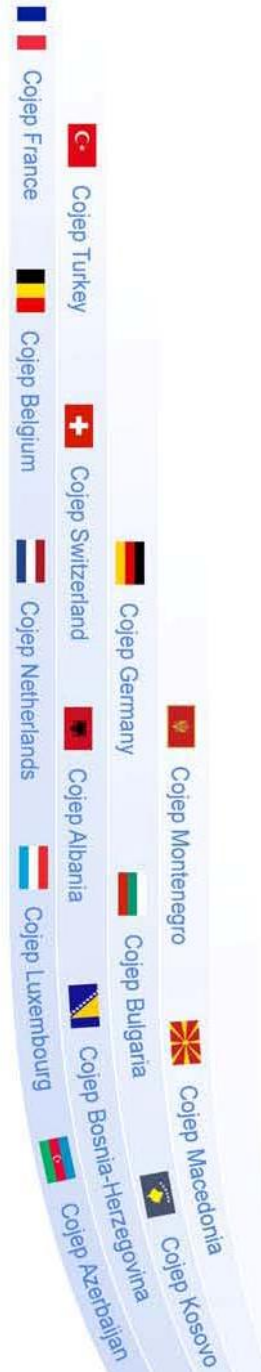 Cojep Montenegro
Cojep Macedonia
Cojep Germany
Cojep Bulgaria
Cojep Kosovo
Cojep Turkey
Cojep Switzerland
Cojep Albania
Cojep Bosnia-Herzegovina
Cojep France
Cojep Belgium
Cojep Netherlands
Cojep Luxembourg
Cojep Azerbaijan